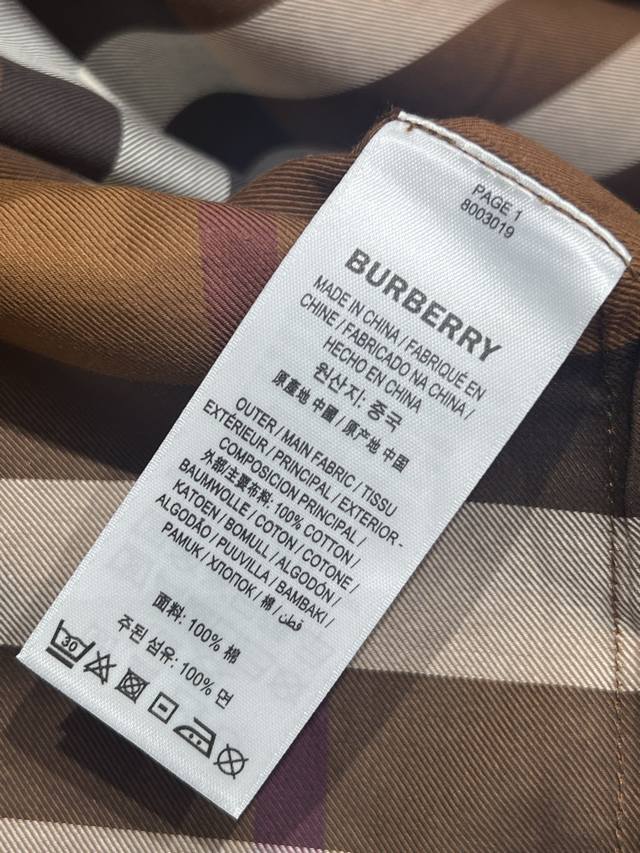 PAGE 1
8003019
BURBERRY
MADE IN CHINA / FABRIQUÉ EN
CHINE / FABRICADO NA CHINA /
HECHO EN CHINA
원산지: 중국
原產地 中國 / 原产地 中国
OUTER / MAIN FABRIC / TISSU
EXTÉRIEUR / PRINCIPAL / EXTERIOR -
COMPOSICIÓN PRINCIPAL /
外部/主要布料: 100% COTTON /
BAUMWOLLE / COTON / COTONE /
KATOEN / BOMULL / ALGODÓN /
ALGODÃO / PUUVILLA / BAMBAKI /
PAMUK / ХЛОПОК / 棉 / قطن
面料: 100% 棉
주된 섬유: 100% 면
30